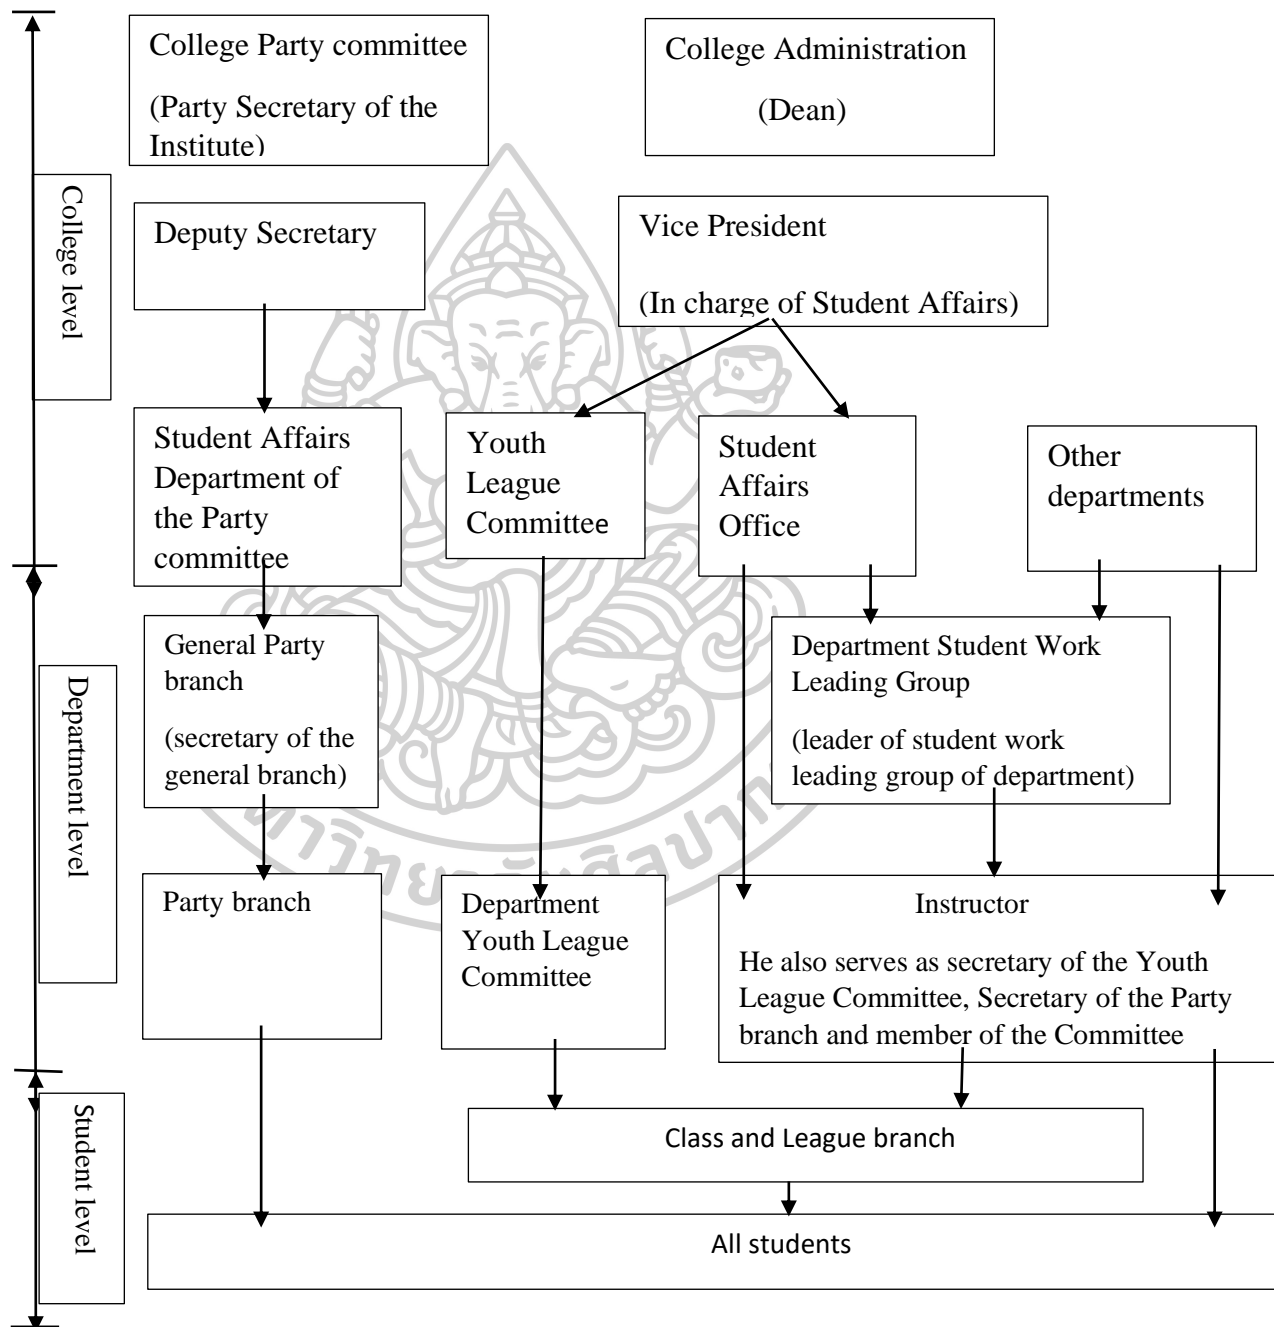 College Party committee
(Party Secretary of the
Institute)
College Administration
(Dean)
College level
Deputy Secretary
Vice President
(In charge of Student Affairs)
Student Affairs
Department of
the Party
committee
Youth
League
Committee
Student
Affairs
Office
Other
departments
Department level
General Party
branch
(secretary of the
general branch)
Department Student Work
Leading Group
(leader of student work
leading group of department)
Party branch
Department
Youth League
Committee
Instructor
He also serves as secretary of the Youth
League Committee, Secretary of the Party
branch and member of the Committee
Student level
Class and League branch
All students